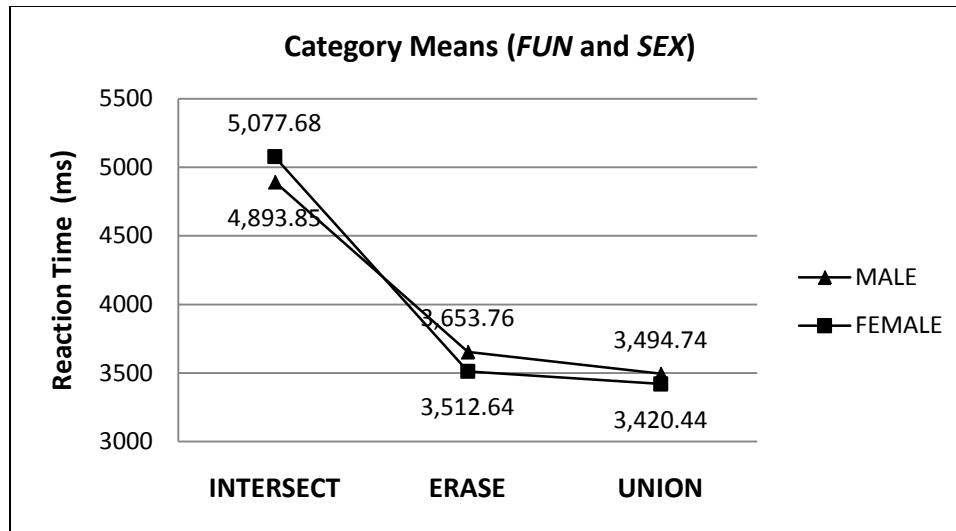 Category Means (FUN and SEX)
Reaction Time (ms)
5500
5000
4500
4000
3500
3000
5,077.68
4,893.85
3,653.76
3,512.64
3,494.74
3,420.44
INTERSECT
ERASE
UNION
MALE
FEMALE